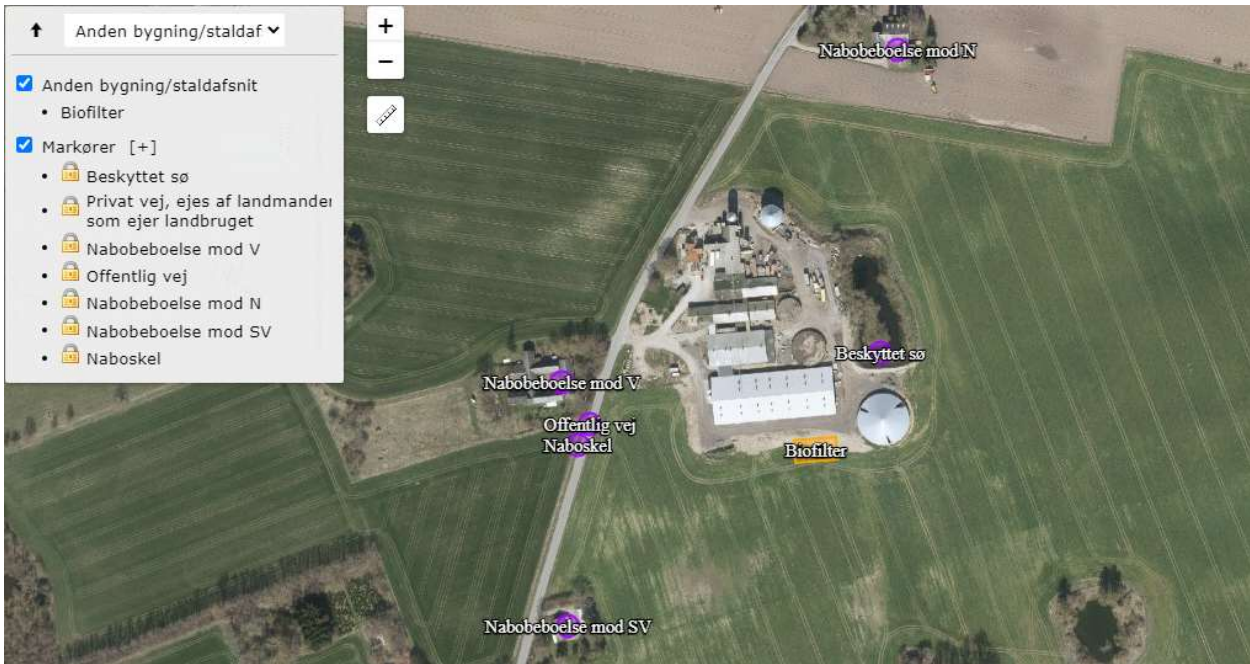 Anden bygning/staldaf
Anden bygning/staldafsnit
Biofilter
Markører [+]
Beskyttet sø
Privat vej, ejes af landmanden
som ejer landbruget
Nabobeboelse mod V
Offentlig vej
Nabobeboelse mod N
Nabobeboelse mod SV
Naboskel
+
−
Nabobeboelse mod N
Beskyttet sø
Nabobeboelse mod V
Offentlig vej
Naboskel
Biofilter
Nabobeboelse mod SV